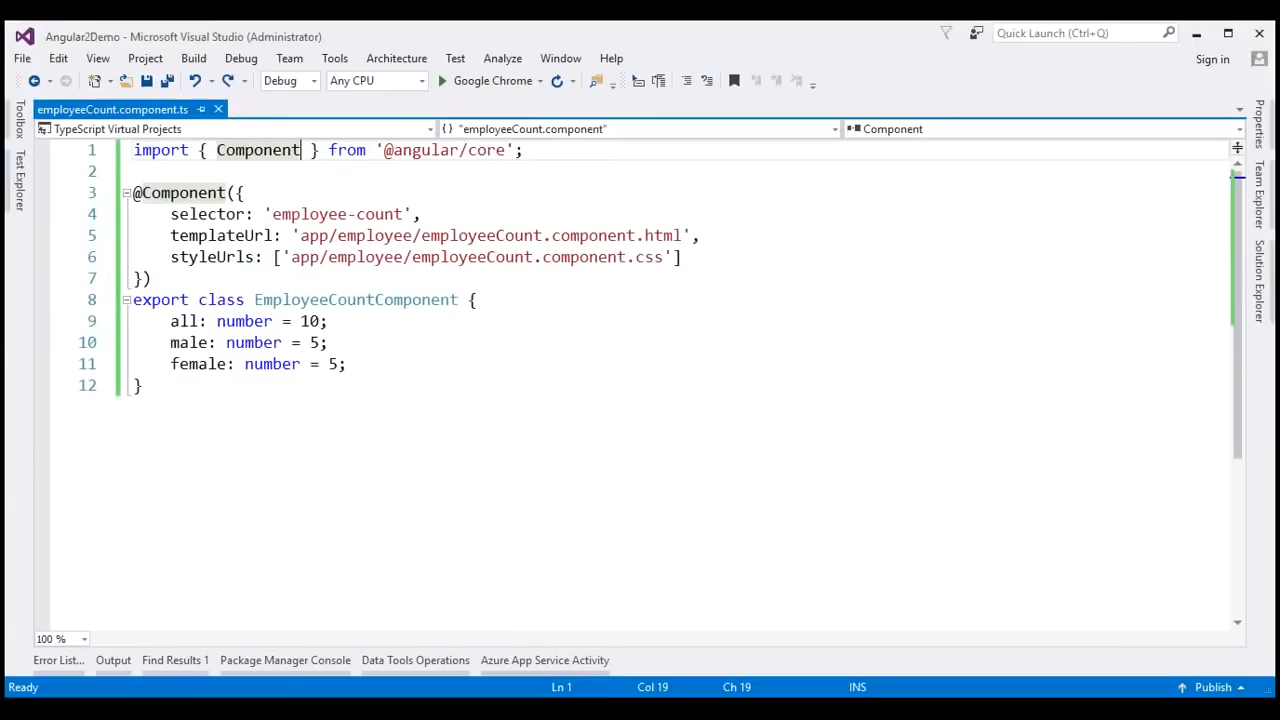 Angular2Demo - Microsoft Visual Studio (Administrator)
Quick Launch (Ctrl+Q)
File Edit View Project Build Debug Team Tools Architecture Test Analyze Window Help
Sign in
Debug Any CPU Google Chrome
employeeCount.component.ts
TypeScript Virtual Projects
{} "employeeCount.component"
Component
Toolbox
Test Explorer
1 import { Component } from '@angular/core';
2
3 @Component({
4 selector: 'employee-count',
5 templateUrl: 'app/employee/employeeCount.component.html',
6 styleUrls: ['app/employee/employeeCount.component.css']
7 })
8 export class EmployeeCountComponent {
9 all: number = 10;
10 male: number = 5;
11 female: number = 5;
12 }
Properties
Team Explorer
Solution Explorer
100 %
Error List... Output Find Results 1 Package Manager Console Data Tools Operations Azure App Service Activity
Ready Ln 1 Col 19 Ch 19 INS Publish